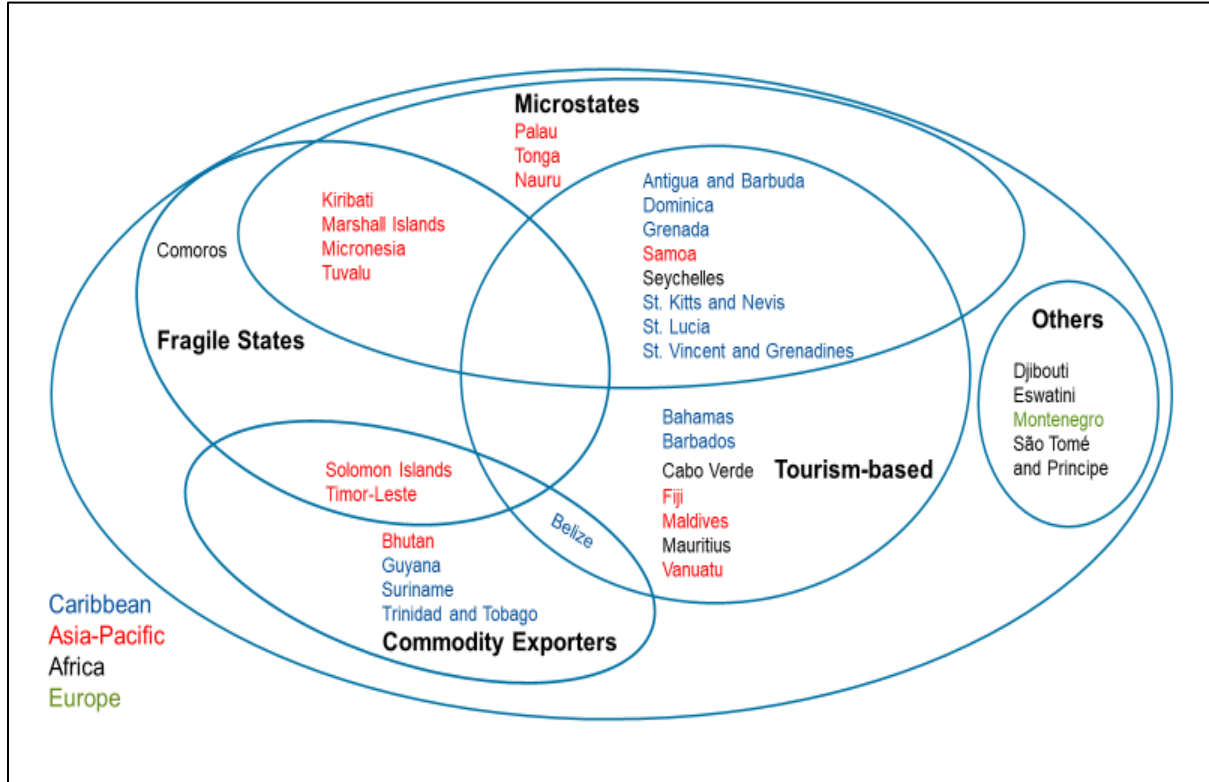 Microstates
Palau
Tonga
Nauru
Kiribati
Marshall Islands
Micronesia
Tuvalu
Antigua and Barbuda
Dominica
Grenada
Samoa
Seychelles
St. Kitts and Nevis
St. Lucia
St. Vincent and Grenadines
Comoros
Fragile States
Others
Djibouti
Eswatini
Montenegro
São Tomé
and Principe
Bahamas
Barbados
Cabo Verde
Tourism-based
Fiji
Maldives
Mauritius
Vanuatu
Solomon Islands
Timor-Leste
Belize
Bhutan
Guyana
Suriname
Trinidad and Tobago
Commodity Exporters
Caribbean
Asia-Pacific
Africa
Europe